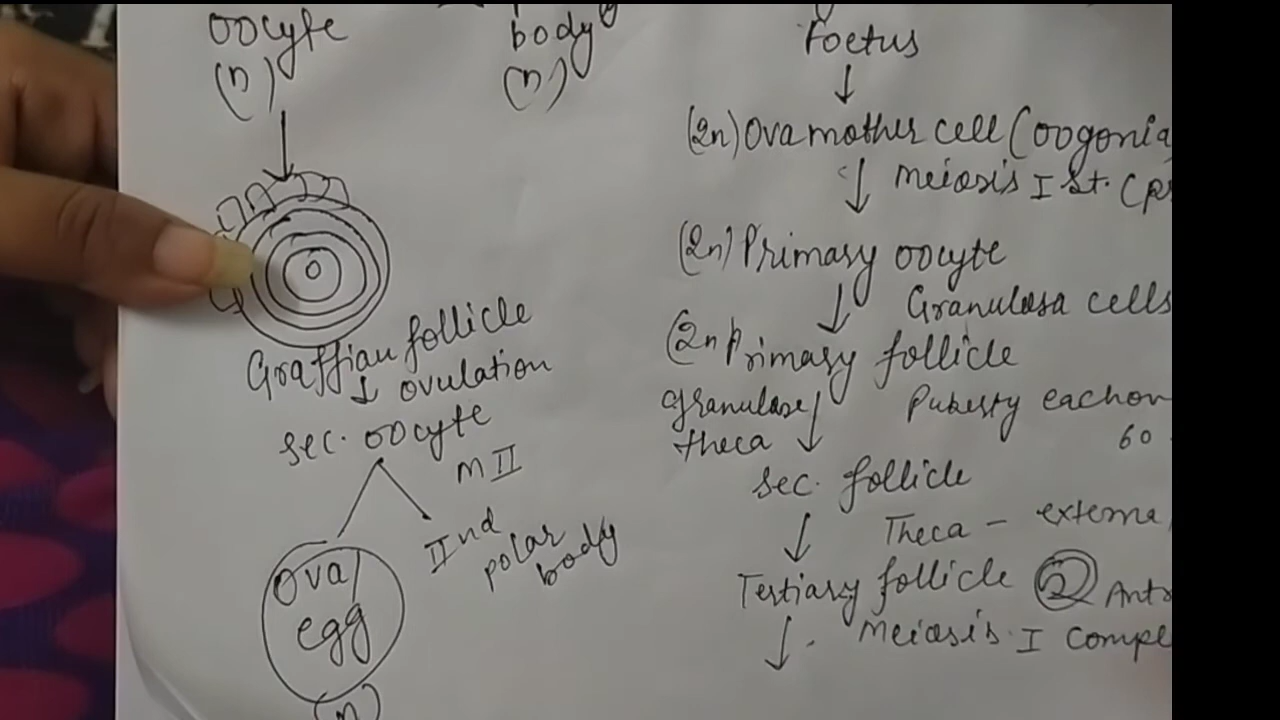 oocyte
(n)
body
(n)
Graffian follicle
↓ ovulation
sec. oocyte
M II
IInd
polar
body
Ova/
egg
(n)
Foetus
(2n) Ova mother cell (oogonia
meiosis I st. (
(2n) Primary oocyte
Granulosa cells
(2n Primary follicle
Puberty each
60
theca
sec. follicle
Theca - externa
Tertiary follicle
Meiosis I Comple